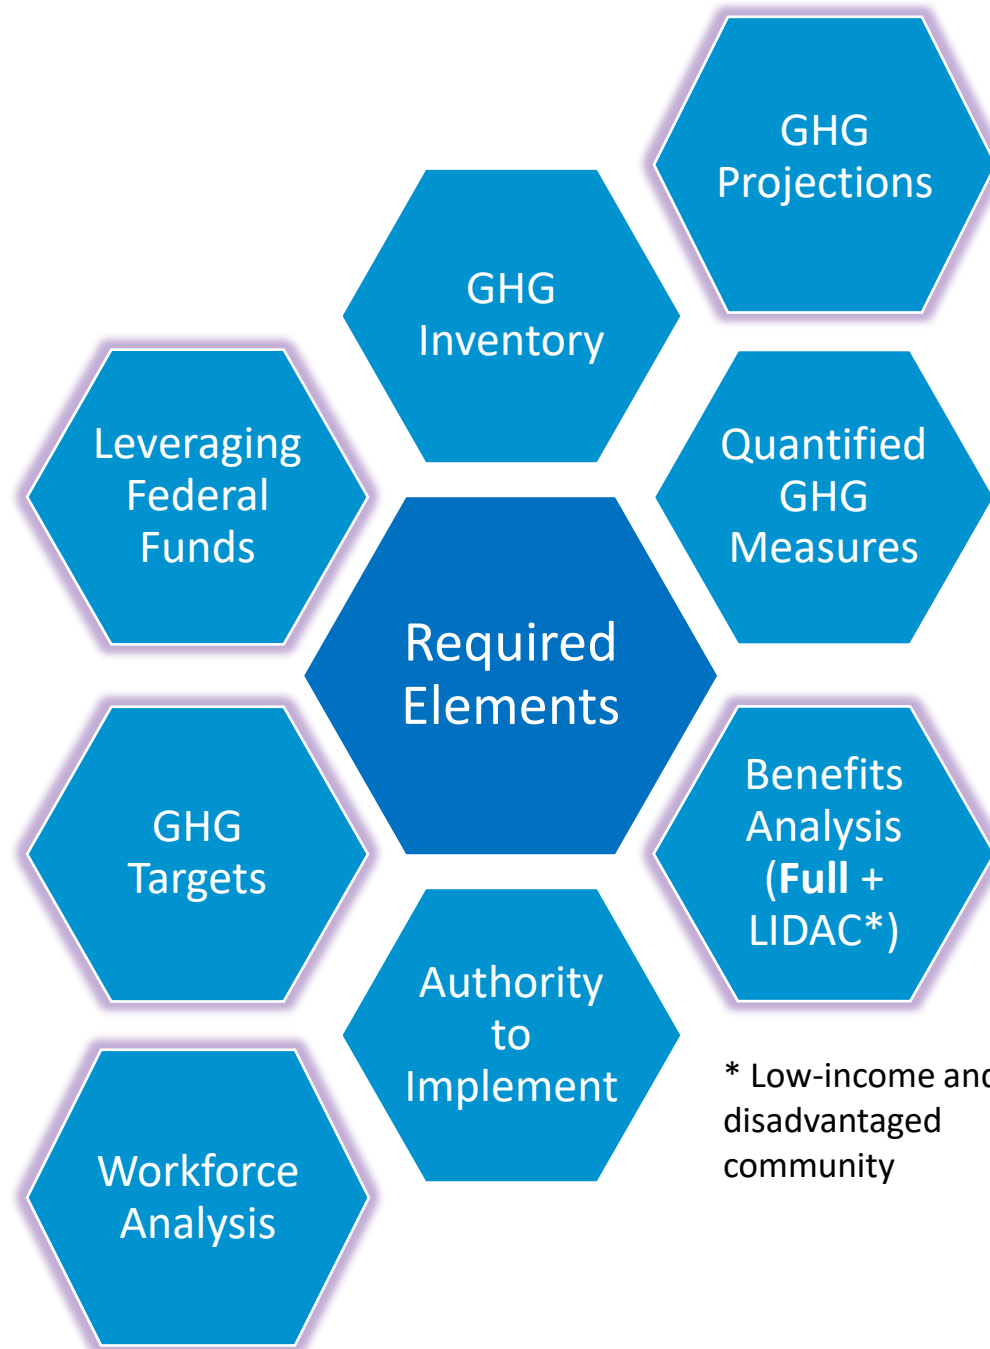 GHG
Projections
GHG
Inventory
Leveraging
Federal
Funds
Quantified
GHG
Measures
Required
Elements
GHG
Targets
Benefits
Analysis
(Full +
LIDAC*)
Authority
to
Implement
* Low-income and
disadvantaged
community
Workforce
Analysis